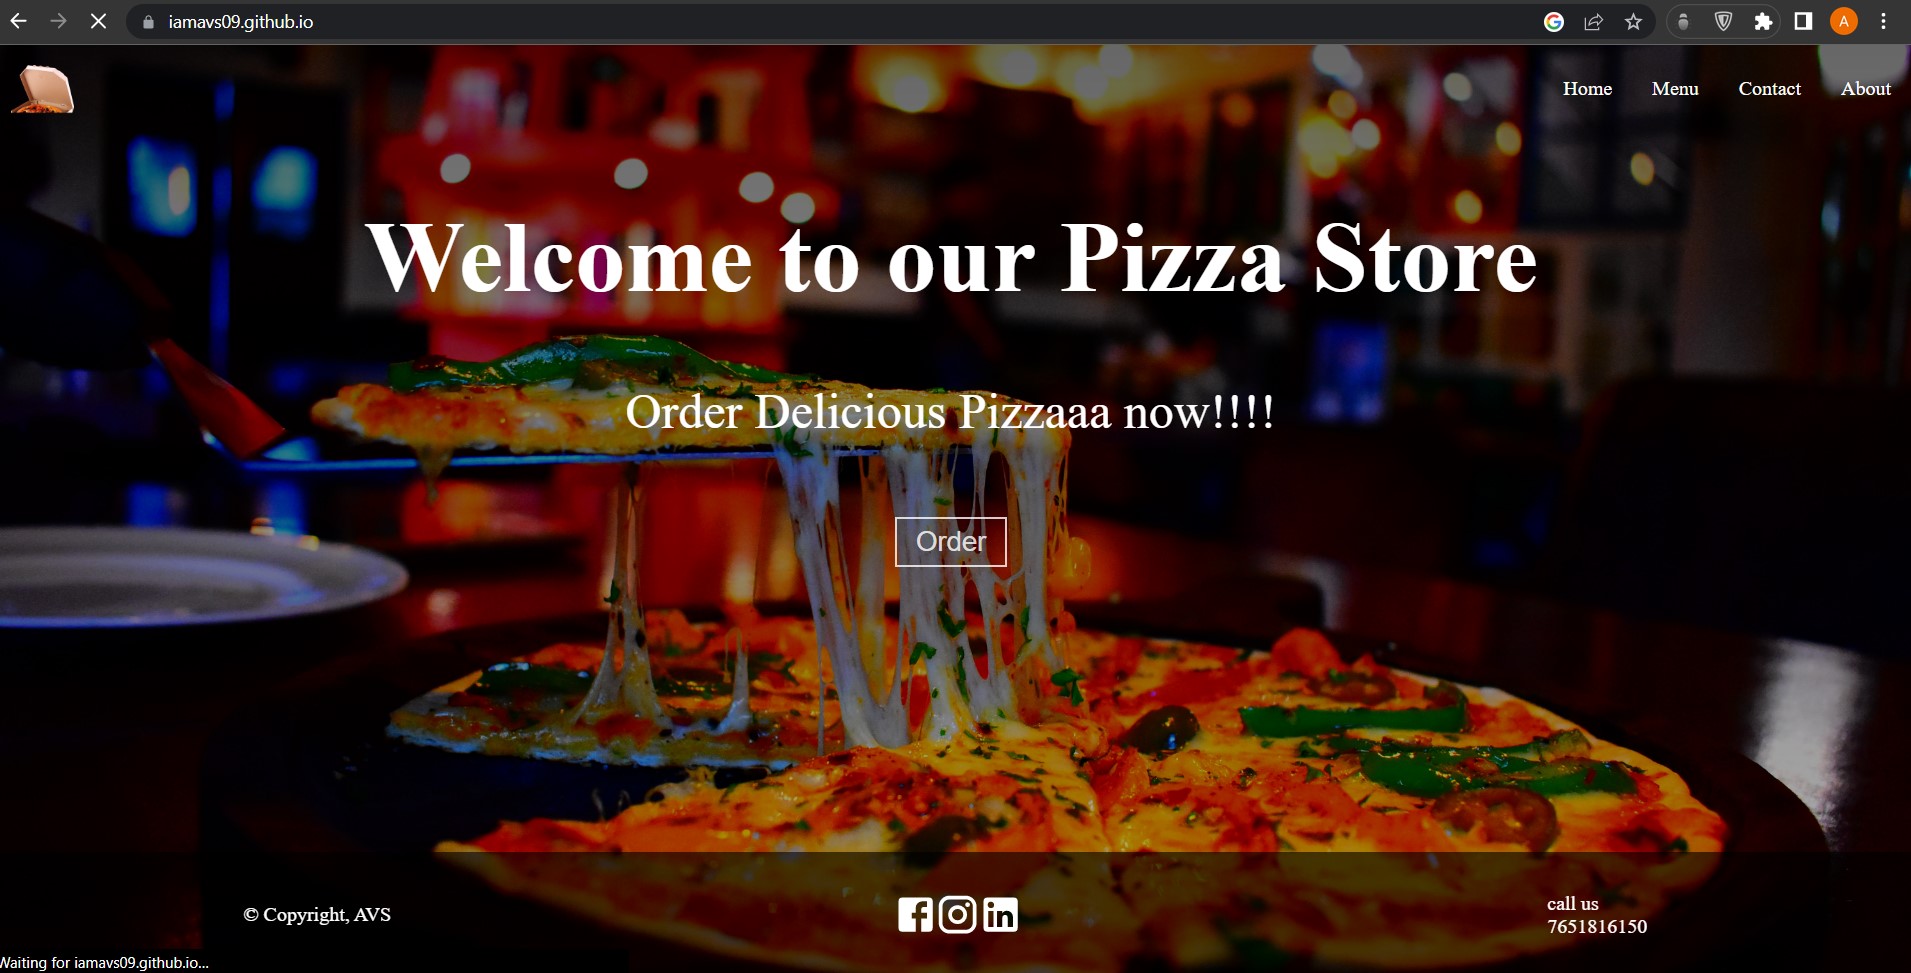 iamavs09.github.io
A
Home Menu Contact About
Welcome to our Pizza Store
Order Delicious Pizzaaa now!!!!
Order
© Copyright, AVS
call us
7651816150
Waiting for iamavs09.github.io...